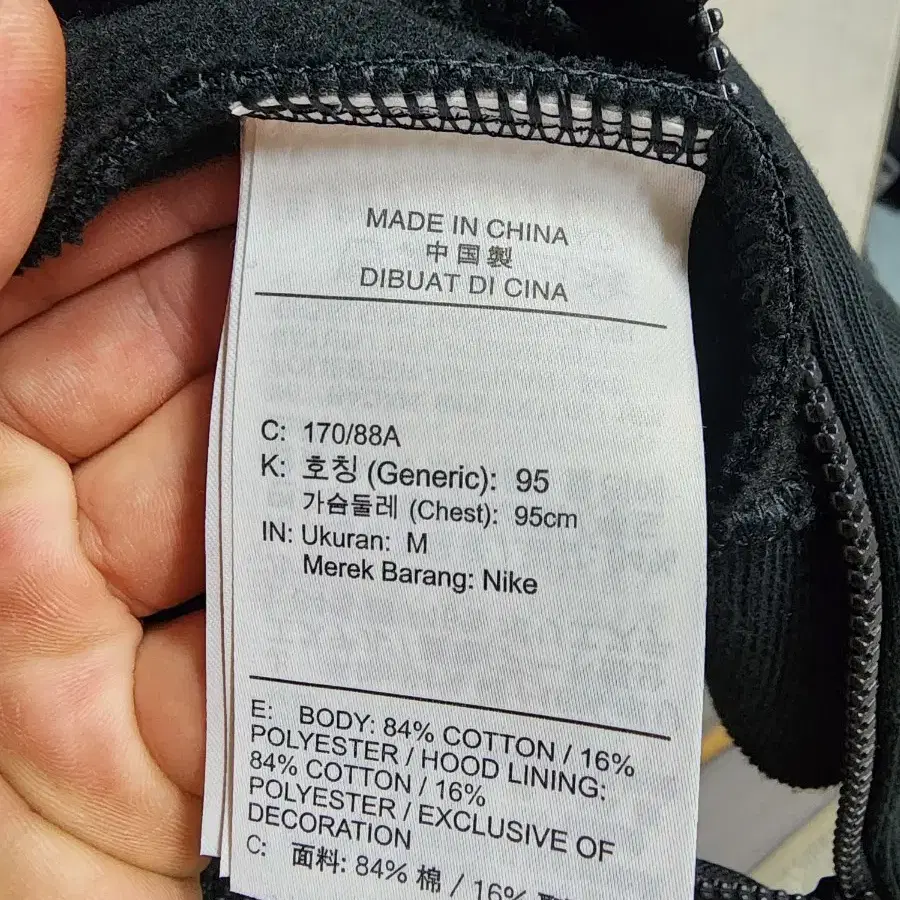 MADE IN CHINA
中国製
DIBUAT DI CINA
C: 170/88A
K: 호칭 (Generic): 95
가슴둘레 (Chest): 95cm
IN: Ukuran: M
Merek Barang: Nike
E: BODY: 84% COTTON / 16%
POLYESTER / HOOD LINING:
84% COTTON / 16%
POLYESTER / EXCLUSIVE OF
DECORATION
C: 面料: 84% 棉 / 16%